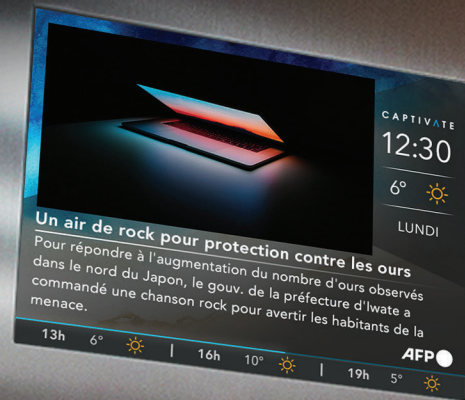 CAPTIVATE
12:30
6°
LUNDI
Un air de rock pour protection contre les ours
Pour répondre à l'augmentation du nombre d'ours observés
dans le nord du Japon, le gouv. de la préfecture d'Iwate a
commandé une chanson rock pour avertir les habitants de la
menace.
AFP
13h 6° | 16h 10° | 19h 5°